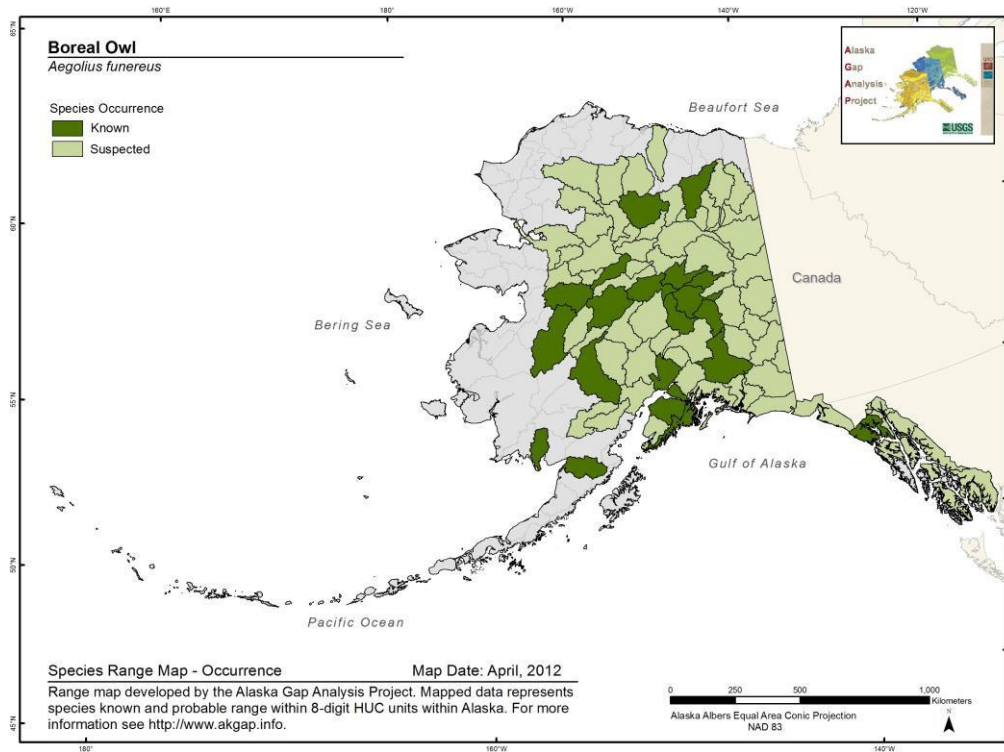 160°E
180°
160°W
140°W
120°W
65°N
Boreal Owl
Aegolius funereus
Species Occurrence
Known
Suspected
Beaufort Sea
Alaska
Gap
Analysis
Project
USGS
60°N
Canada
Bering Sea
55°N
Gulf of Alaska
50°N
Pacific Ocean
Species Range Map - Occurrence
Map Date: April, 2012
Range map developed by the Alaska Gap Analysis Project. Mapped data represents
species known and probable range within 8-digit HUC units within Alaska. For more
information see http://www.akgap.info.
0 250 500 1,000
Kilometers
Alaska Albers Equal Area Conic Projection
NAD 83
N
45°N
180°
160°W
140°W